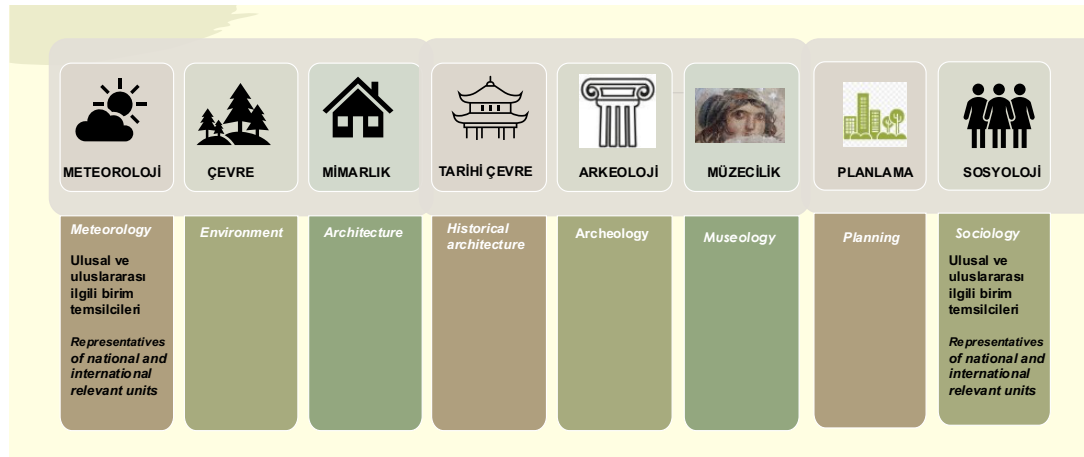 METEOROLOJİ
ÇEVRE
MİMARLIK
TARİHİ ÇEVRE
ARKEOLOJİ
MÜZECİLİK
PLANLAMA
SOSYOLOJİ
Meteorology
Ulusal ve
uluslararası
ilgili birim
temsilcileri
Representatives
of national and
international
relevant units
Environment
Architecture
Historical
architecture
Archeology
Museology
Planning
Sociology
Ulusal ve
uluslararası
ilgili birim
temsilcileri
Representatives
of national and
international
relevant units